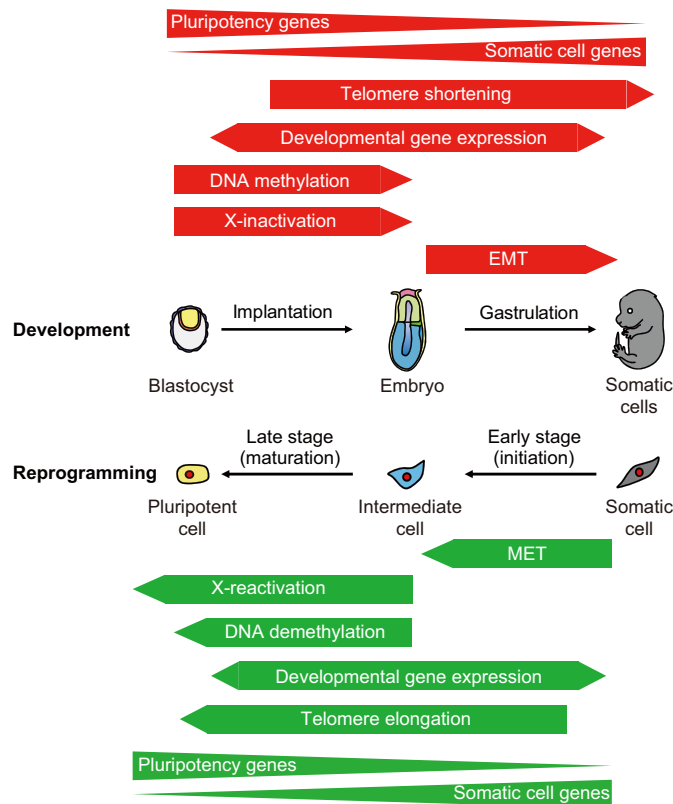 Pluripotency genes
Somatic cell genes
Telomere shortening
Developmental gene expression
DNA methylation
X-inactivation
EMT
Development
Implantation
Gastrulation
Blastocyst
Embryo
Somatic
cells
Reprogramming
Late stage
(maturation)
Early stage
(initiation)
Pluripotent
cell
Intermediate
cell
Somatic
cell
MET
X-reactivation
DNA demethylation
Developmental gene expression
Telomere elongation
Pluripotency genes
Somatic cell genes